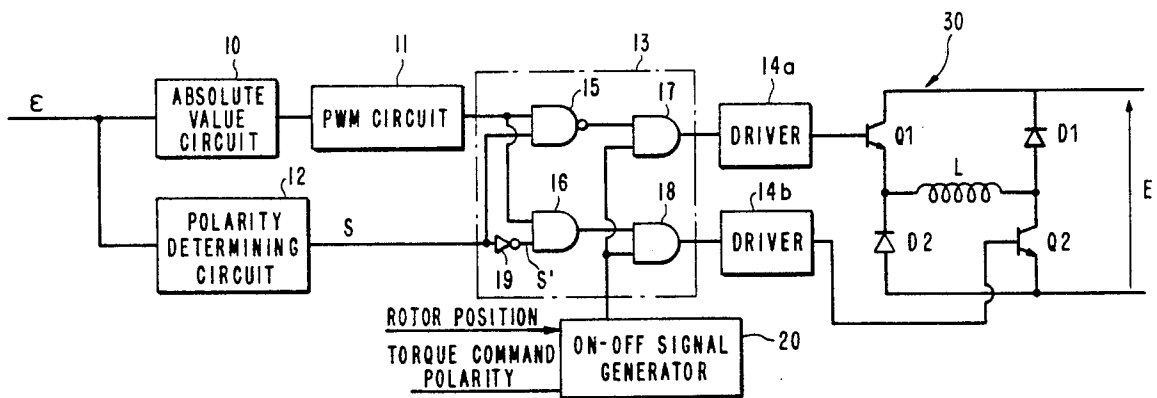 30
10
11
13
15
17
14a
ε
ABSOLUTE
VALUE
CIRCUIT
PWM CIRCUIT
DRIVER
Q1
D1
L
E
12
16
18
14b
POLARITY
DETERMINING
CIRCUIT
S
19
S'
DRIVER
D2
Q2
ROTOR POSITION
TORQUE COMMAND
POLARITY
ON-OFF SIGNAL
GENERATOR
20